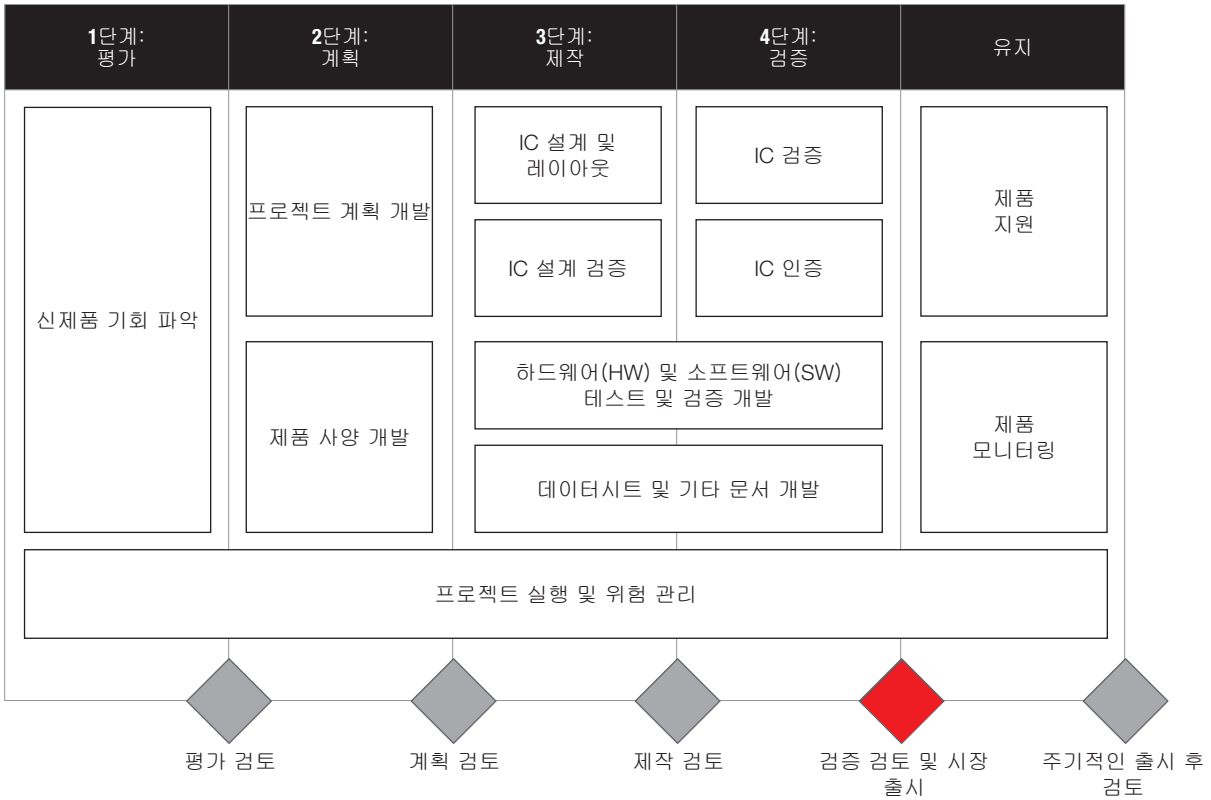 1단계:
평가
2단계:
계획
3단계:
제작
4단계:
검증
유지
신제품 기회 파악
프로젝트 계획 개발
제품 사양 개발
IC 설계 및
레이아웃
IC 설계 검증
IC 검증
IC 인증
하드웨어(HW) 및 소프트웨어(SW)
테스트 및 검증 개발
데이터시트 및 기타 문서 개발
제품
지원
제품
모니터링
프로젝트 실행 및 위험 관리
평가 검토
계획 검토
제작 검토
검증 검토 및 시장
출시
주기적인 출시 후
검토